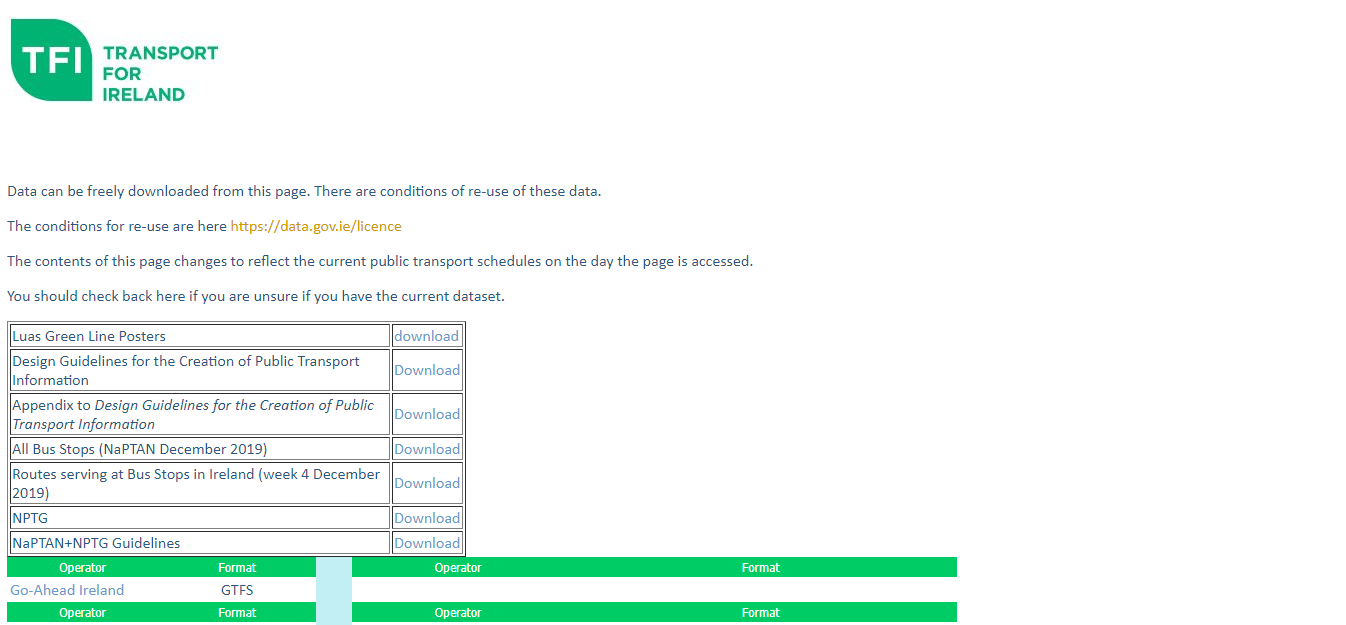 TFI TRANSPORT
FOR
IRELAND
Data can be freely downloaded from this page. There are conditions of re-use of these data.
The conditions for re-use are here https://data.gov.ie/licence
The contents of this page changes to reflect the current public transport schedules on the day the page is accessed.
You should check back here if you are unsure if you have the current dataset.
Luas Green Line Posters download
Design Guidelines for the Creation of Public Transport
Information Download
Appendix to Design Guidelines for the Creation of Public
Transport Information Download
All Bus Stops (NaPTAN December 2019) Download
Routes serving at Bus Stops in Ireland (week 4 December
2019) Download
NPTG Download
NaPTAN+NPTG Guidelines Download
Operator Format Operator Format
Go-Ahead Ireland GTFS
Operator Format Operator Format